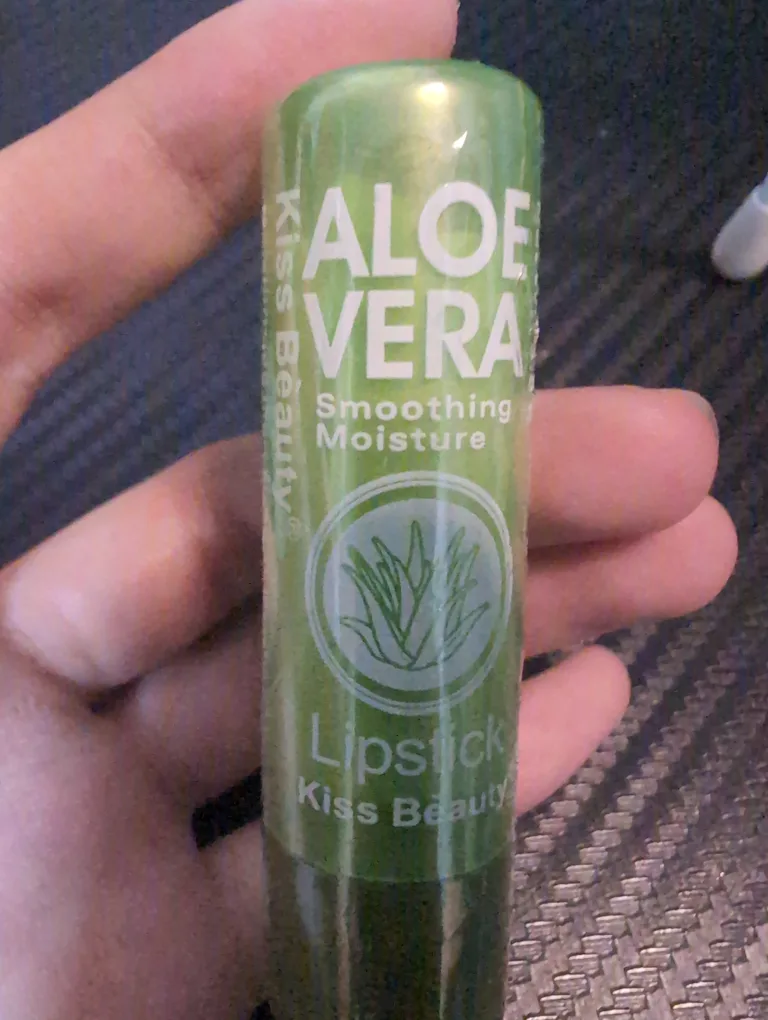 ALOE
VERA
Smoothing
Moisture
Lipstick
Kiss Beauty
Kiss Beauty®